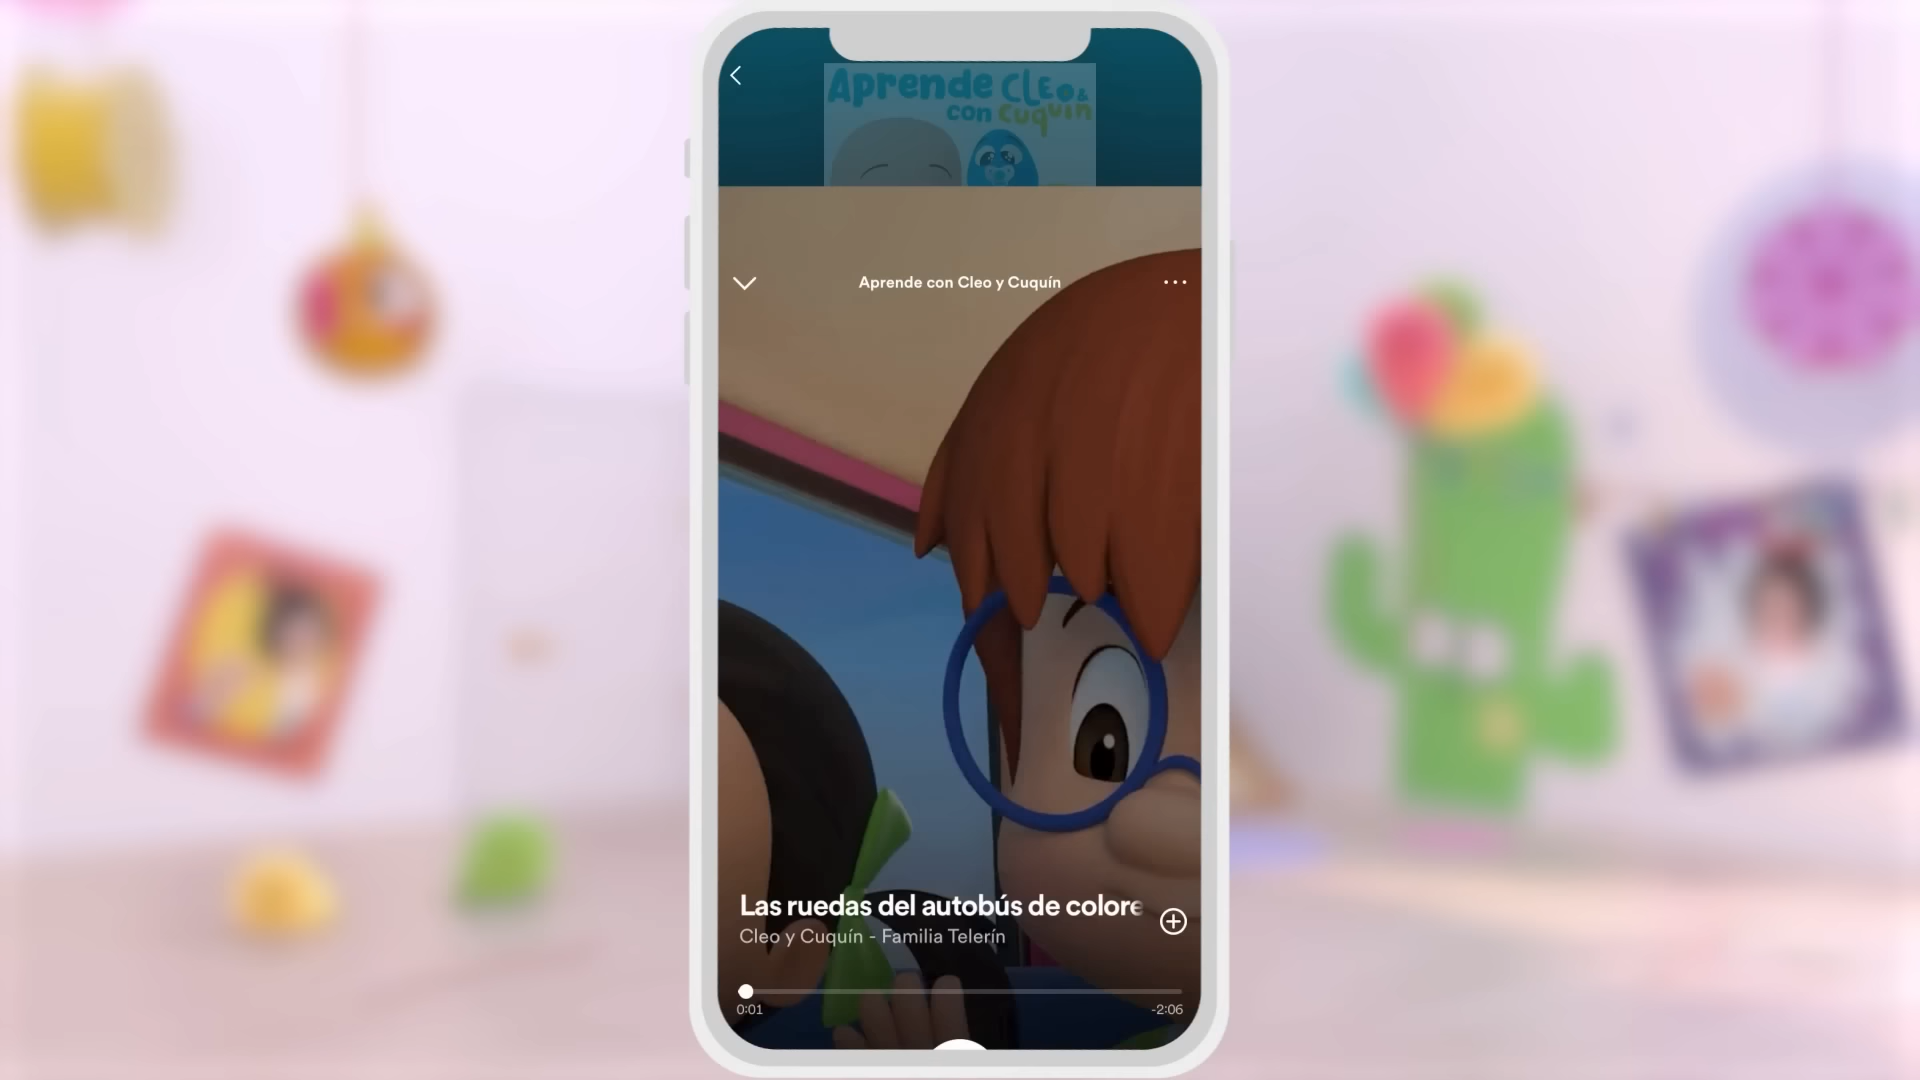 Aprende CLEO &
con cuquín
Aprende con Cleo y Cuquín
Las ruedas del autobús de colore
Cleo y Cuquín - Familia Telerín
0:01
-2:06